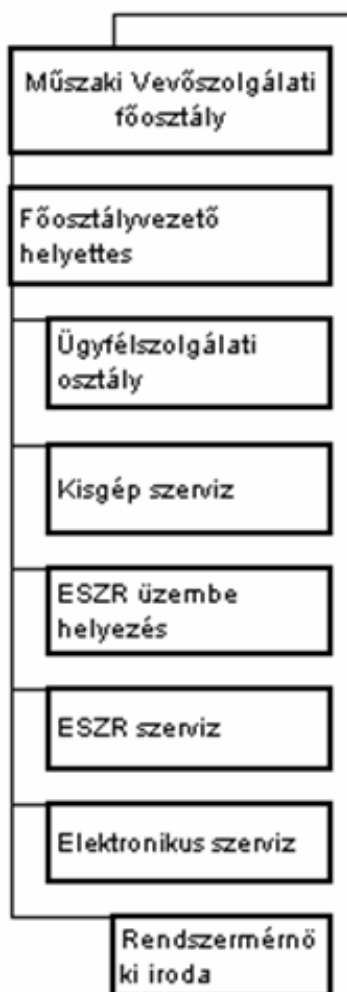 Műszaki Vevőszolgálati
főosztály
Főosztályvezető
helyettes
Ügyfélszolgálati
osztály
Kisgép szerviz
ESZR üzembe
helyezés
ESZR szerviz
Elektronikus szerviz
Rendszermérnö
ki iroda